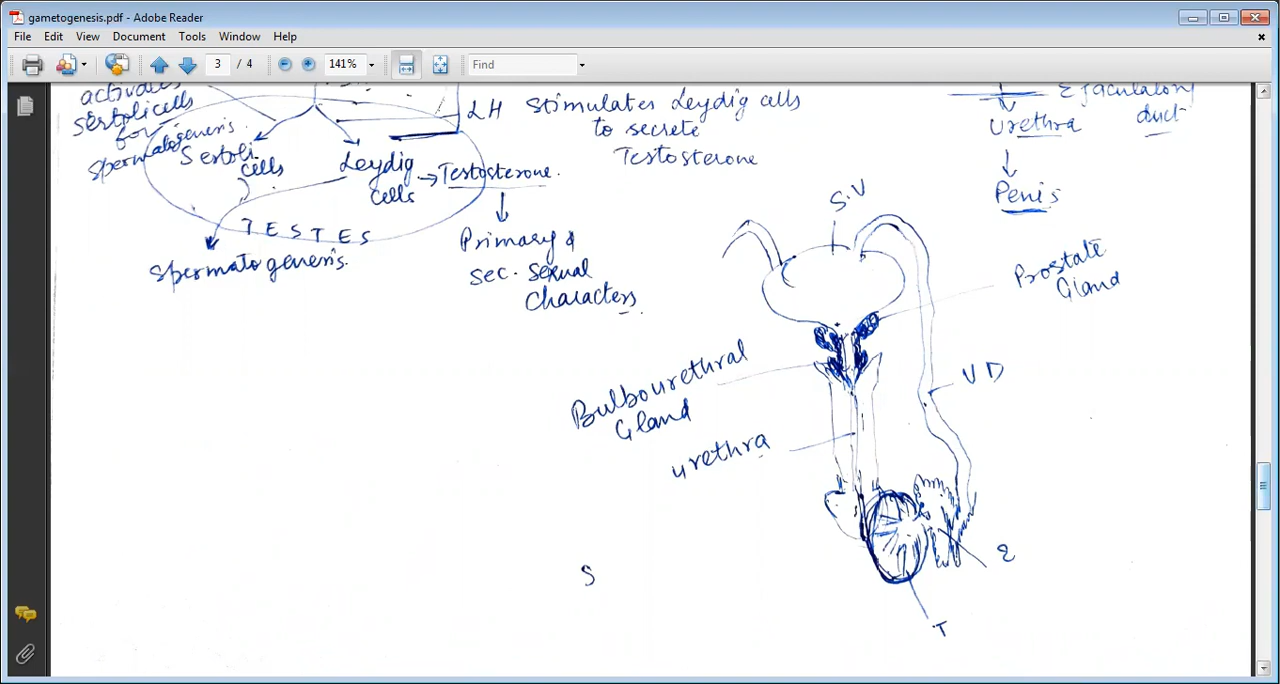 gametogenesis.pdf - Adobe Reader
File Edit View Document Tools Window Help
3 / 4 141% Find
activates
Sertoli cells
for
spermatogenesis
Sertoli
cells
Leydig
cells
→ Testosterone.
TESTES
Spermatogenesis.
Primary &
Sec. Sexual
Characters
LH Stimulates Leydig cells
to secrete
Testosterone
Ejaculatory
duct
Urethra
Penis
S.V
Prostate
Gland
Bulbourethral
Gland
VD
urethra
S
E
T